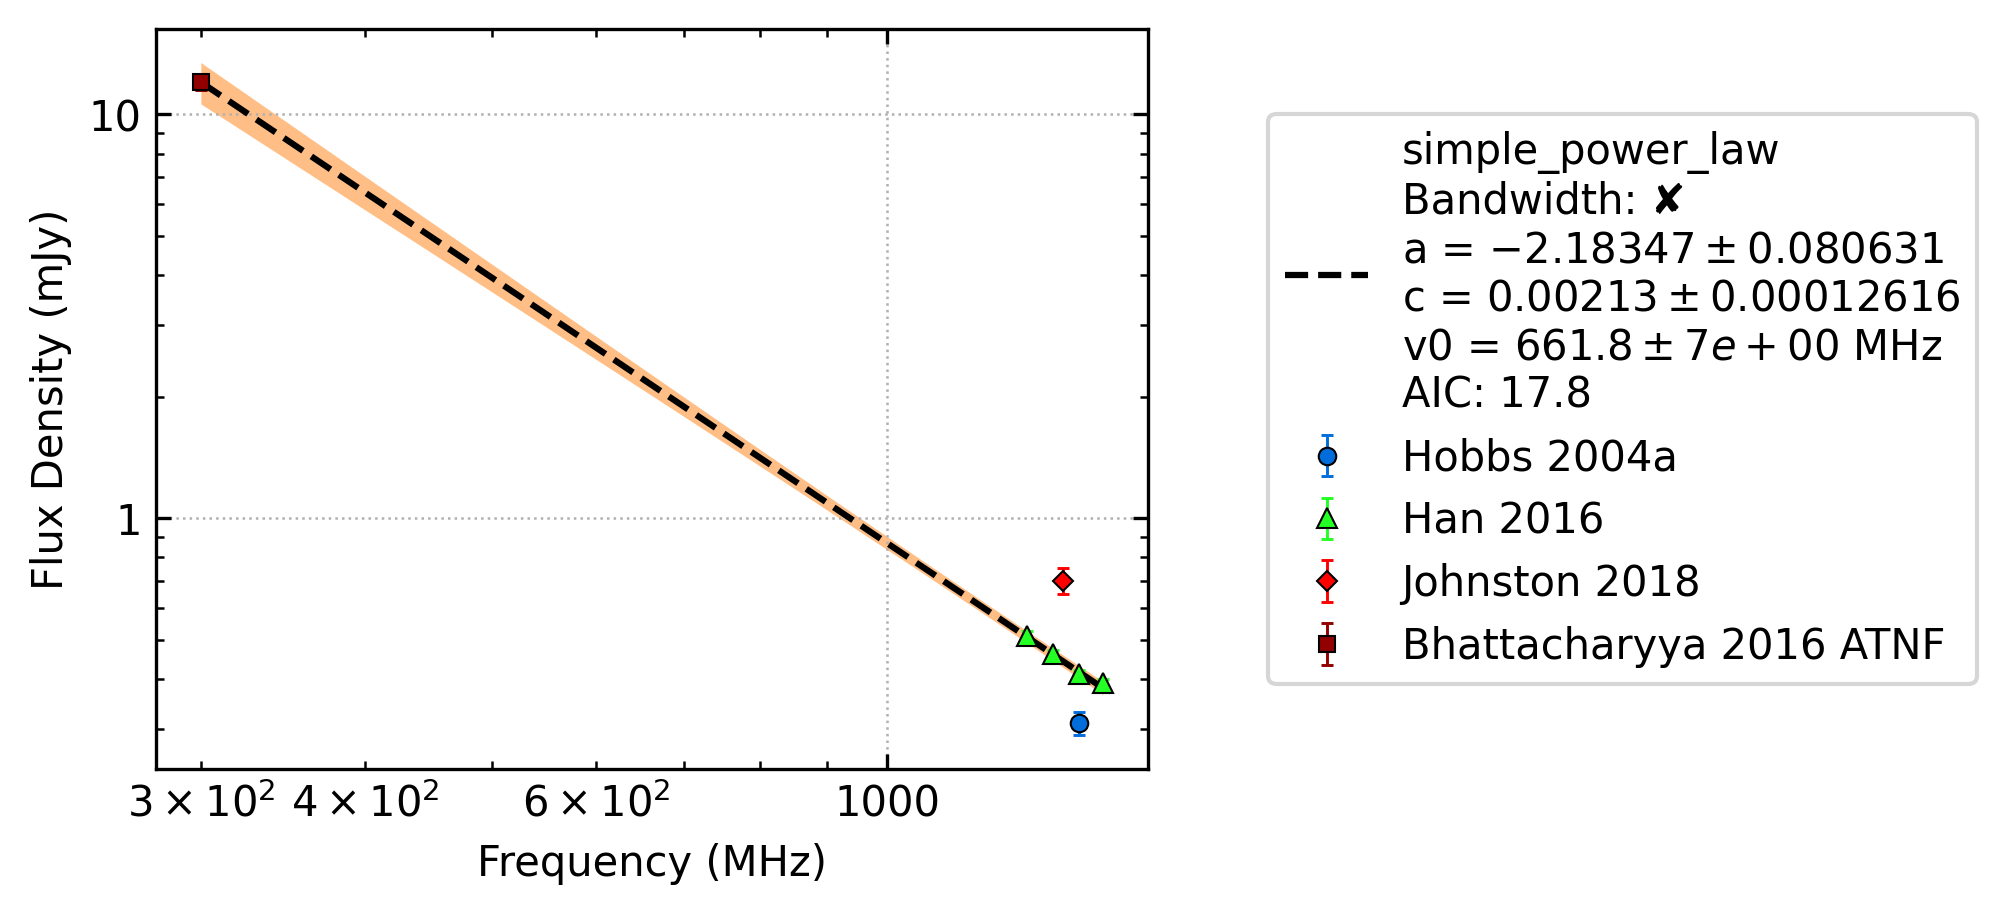 10
1
Flux Density (mJy)
3 × 10² 4 × 10² 6 × 10² 1000
Frequency (MHz)
simple_power_law
Bandwidth: ✘
a = −2.18347 ± 0.080631
c = 0.00213 ± 0.00012616
v0 = 661.8 ± 7e + 00 MHz
AIC: 17.8
Hobbs 2004a
Han 2016
Johnston 2018
Bhattacharyya 2016 ATNF